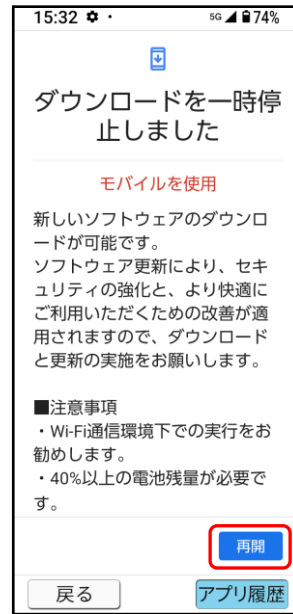 15:32 5G 74%
ダウンロードを一時停
止しました
モバイルを使用
新しいソフトウェアのダウンロ
ードが可能です。
ソフトウェア更新により、セキ
ュリティの強化と、より快適に
ご利用いただくための改善が適
用されますので、ダウンロード
と更新の実施をお願いします。
■注意事項
・Wi-Fi通信環境下での実行をお
勧めします。
・40%以上の電池残量が必要で
す。
再開
戻る アプリ履歴